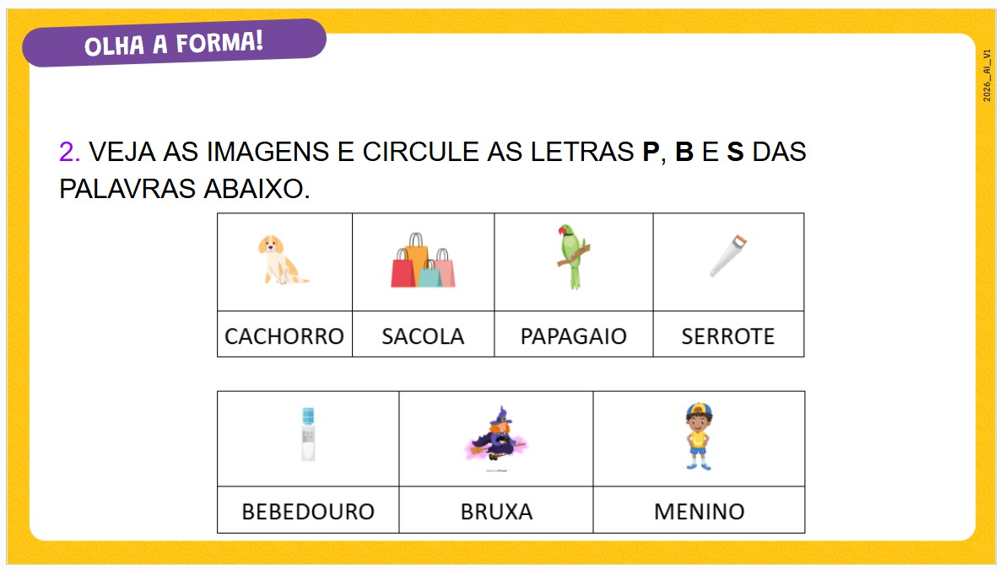 OLHA A FORMA!
2026_AI_V1
2. VEJA AS IMAGENS E CIRCULE AS LETRAS P, B E S DAS
PALAVRAS ABAIXO.
CACHORRO SACOLA PAPAGAIO SERROTE
BEBEDOURO BRUXA MENINO